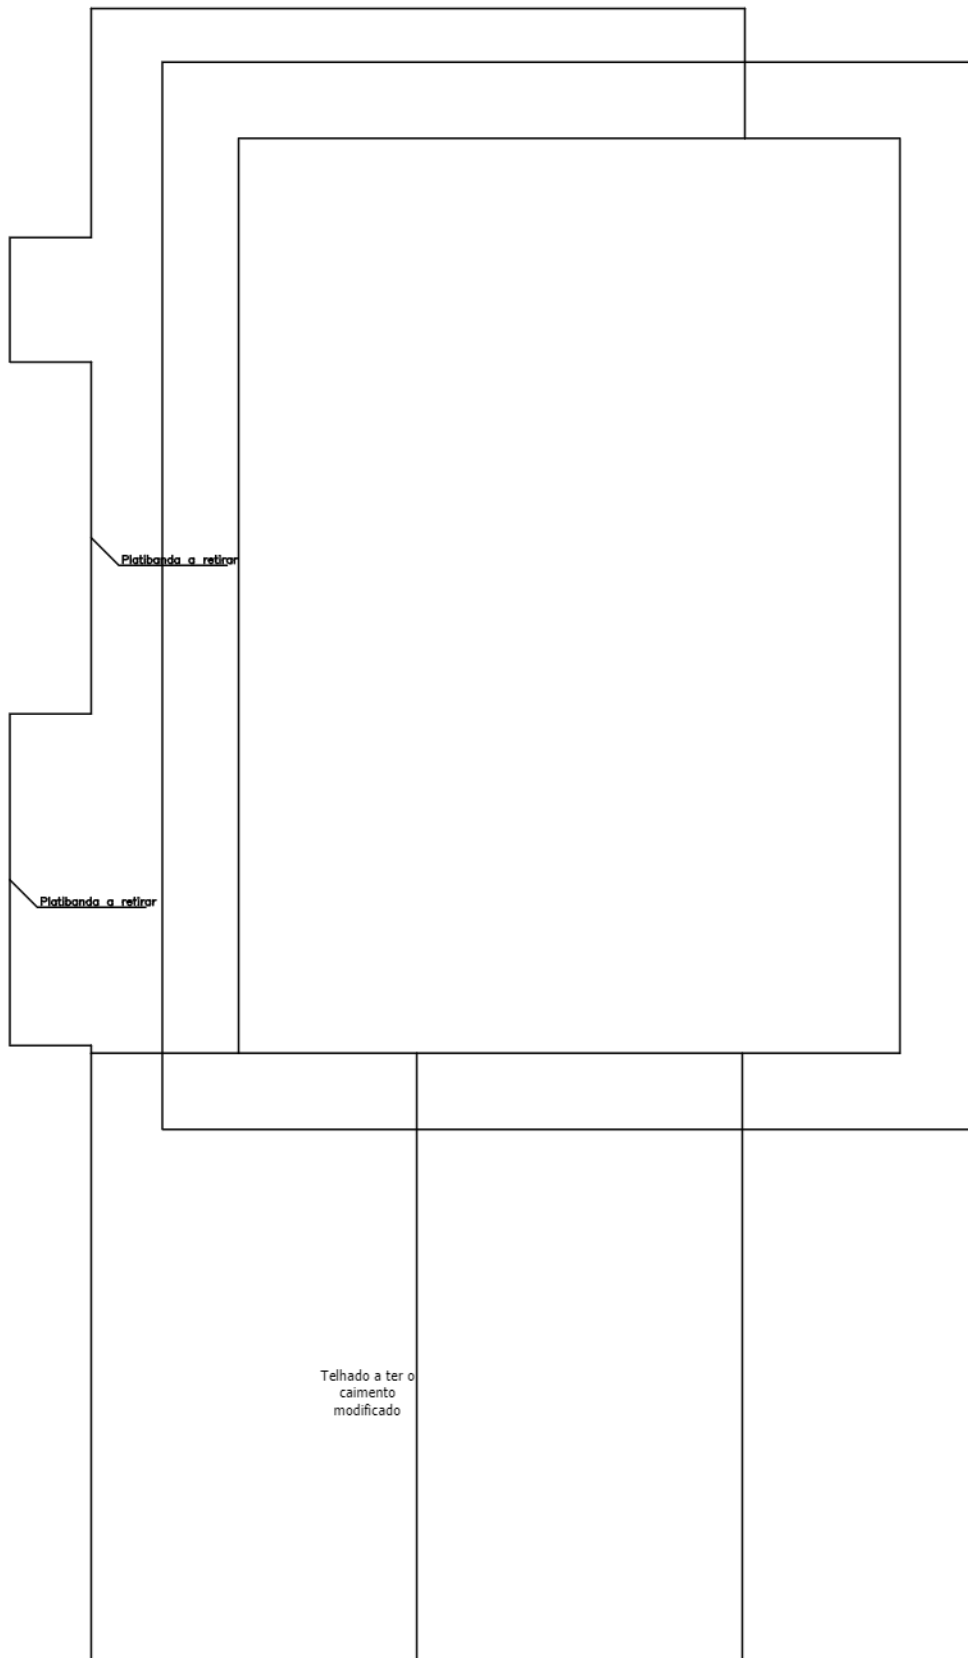 Platibanda a retirar
Platibanda a retirar
Telhado a ter o
caimento
modificado